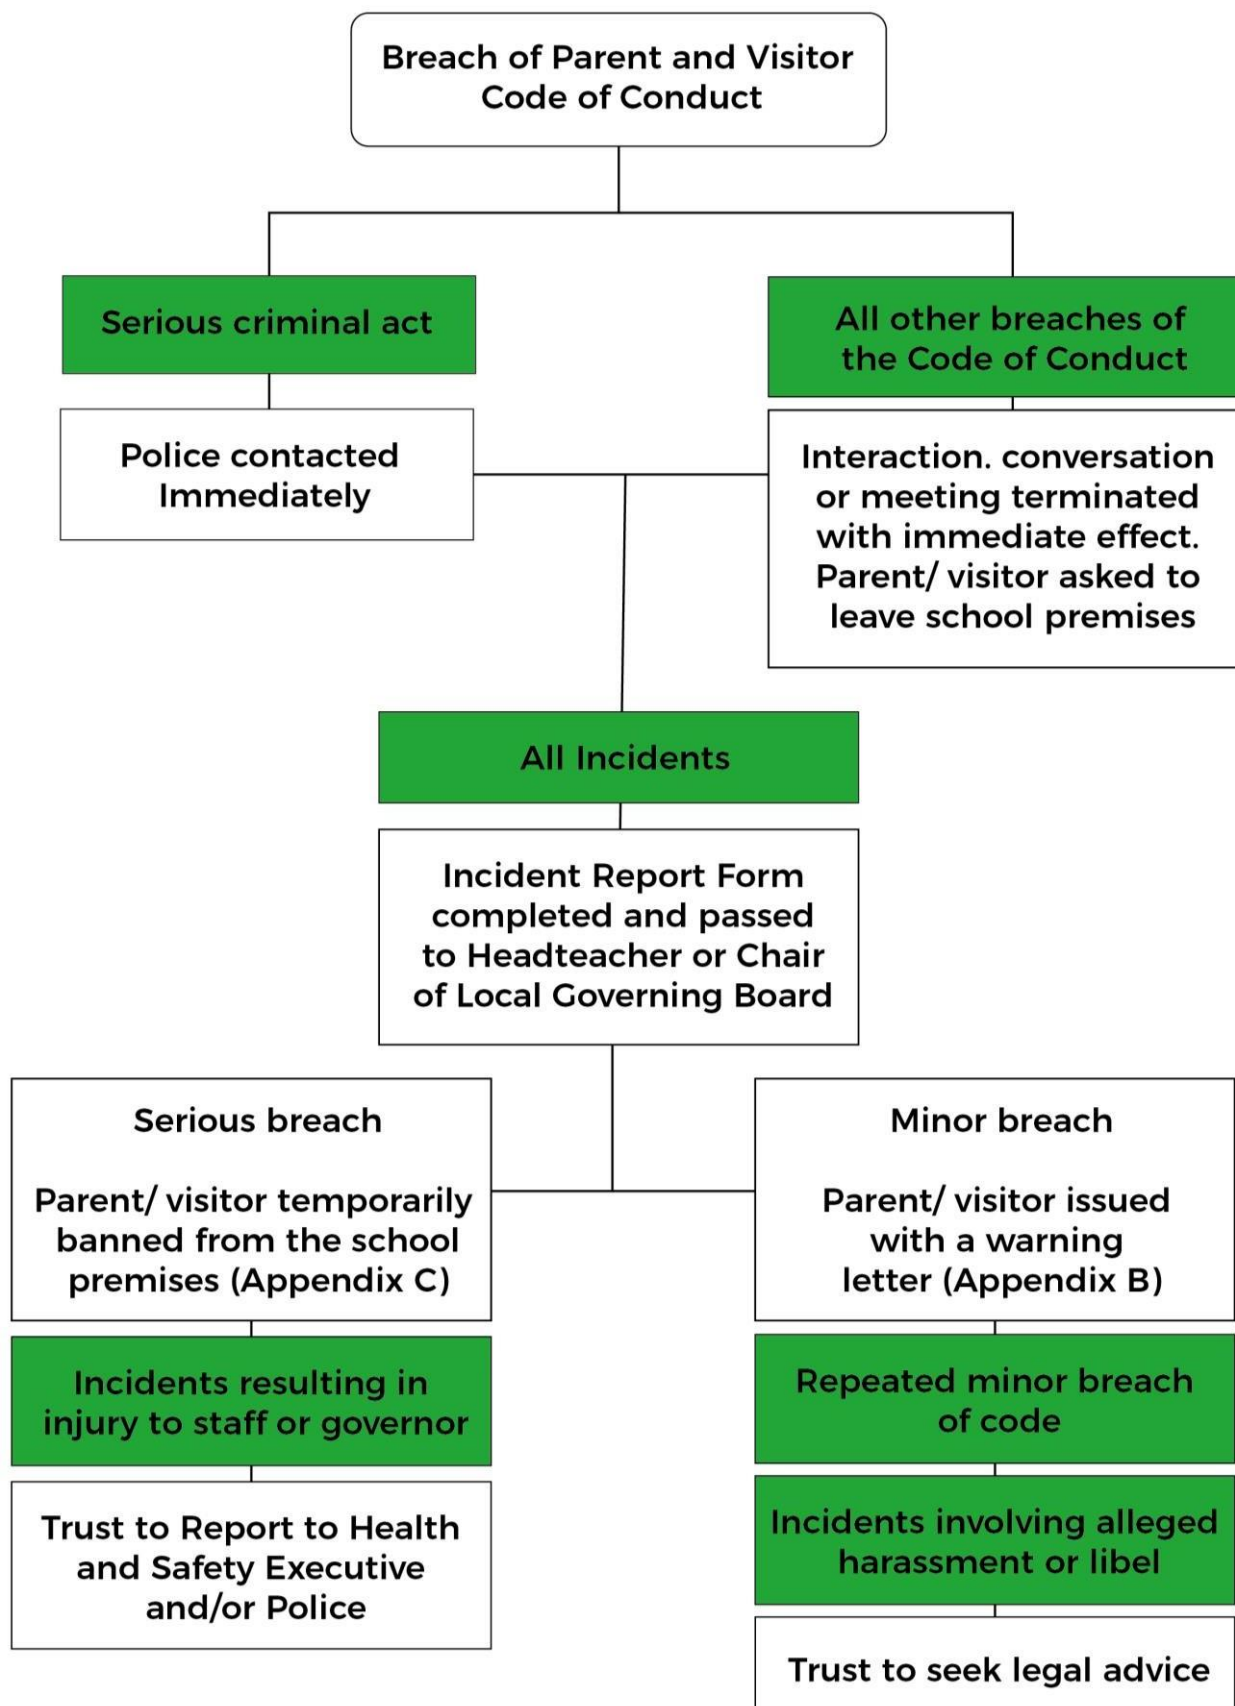 Breach of Parent and Visitor
Code of Conduct
Serious criminal act
All other breaches of
the Code of Conduct
Police contacted
Immediately
Interaction. conversation
or meeting terminated
with immediate effect.
Parent/ visitor asked to
leave school premises
All Incidents
Incident Report Form
completed and passed
to Headteacher or Chair
of Local Governing Board
Serious breach
Parent/ visitor temporarily
banned from the school
premises (Appendix C)
Minor breach
Parent/ visitor issued
with a warning
letter (Appendix B)
Incidents resulting in
injury to staff or governor
Repeated minor breach
of code
Trust to Report to Health
and Safety Executive
and/or Police
Incidents involving alleged
harassment or libel
Trust to seek legal advice